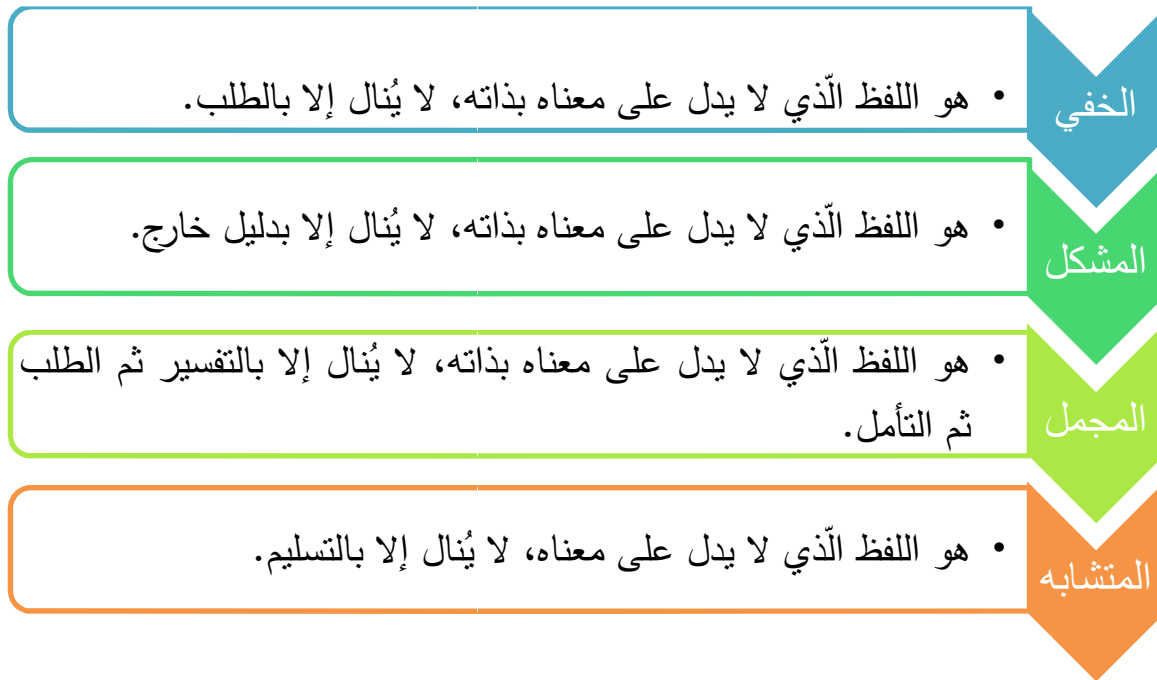 الخفي
• هو اللفظ الّذي لا يدل على معناه بذاته، لا يُنال إلا بالطلب.
المشكل
• هو اللفظ الّذي لا يدل على معناه بذاته، لا يُنال إلا بدليل خارج.
المجمل
• هو اللفظ الّذي لا يدل على معناه بذاته، لا يُنال إلا بالتفسير ثم الطلب
ثم التأمل.
المتشابه
• هو اللفظ الّذي لا يدل على معناه، لا يُنال إلا بالتسليم.